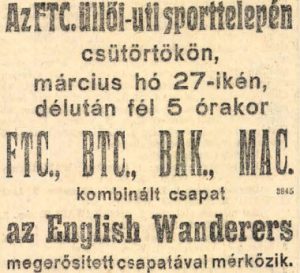 Az FTC. üllői-uti sporttelepén
csütörtökön,
március hó 27-ikén,
délután fél 5 órakor
FTC., BTC., BAK., MAC.
kombinált csapat 3845
az English Wanderers
megerősitett csapatával mérkőzik.